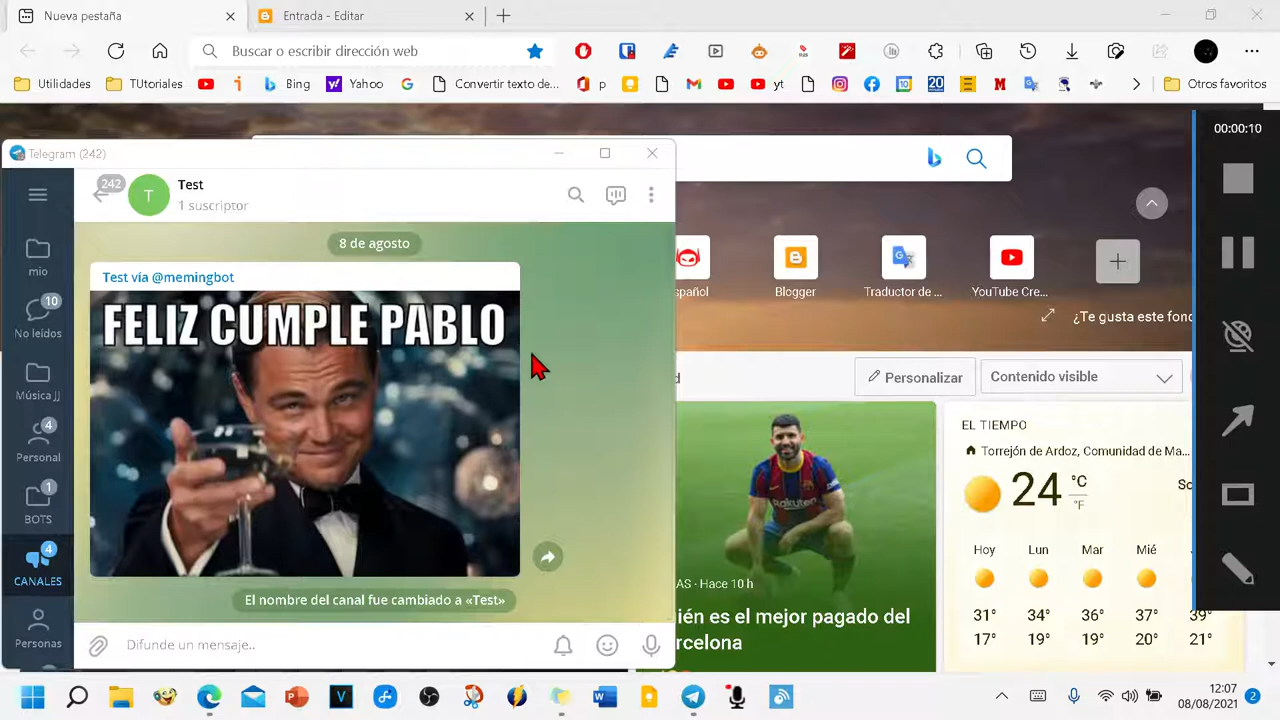 Nueva pestaña
Entrada - Editar
Buscar o escribir dirección web
Utilidades
TUtoriales
Bing
Yahoo
Convertir texto de...
p
yt
Otros favoritos
00:00:10
Telegram (242)
242
T
Test
1 suscriptor
8 de agosto
Test vía @memingbot
FELIZ CUMPLE PABLO
El nombre del canal fue cambiado a «Test»
Difunde un mensaje..
mio
10
No leídos
Música JJ
4
Personal
1
BOTS
4
CANALES
Personas
spañol
Blogger
Traductor de ...
YouTube Cre...
¿Te gusta este fond
d
Personalizar
Contenido visible
AS · Hace 10 h
uién es el mejor pagado del
rcelona
EL TIEMPO
Torrejón de Ardoz, Comunidad de Ma...
24 °C
°F
Hoy Lun Mar Mié
31° 34° 36° 37° 39°
17° 19° 19° 20° 21°
12:07
08/08/2021
2